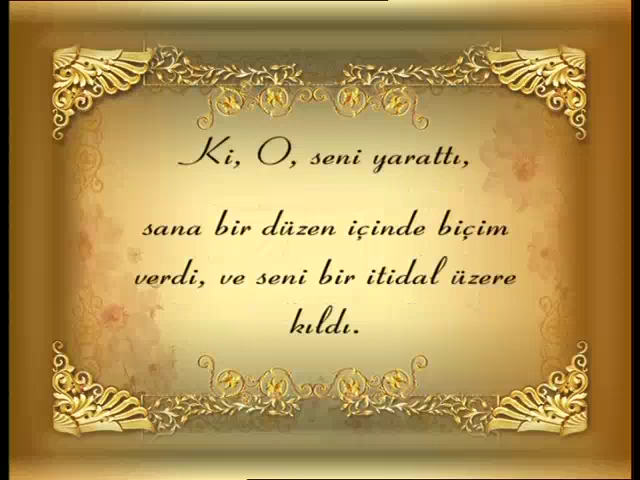 Ki, O, seni yarattı,
sana bir düzen içinde biçim
verdi, ve seni bir itidal üzere
kıldı.